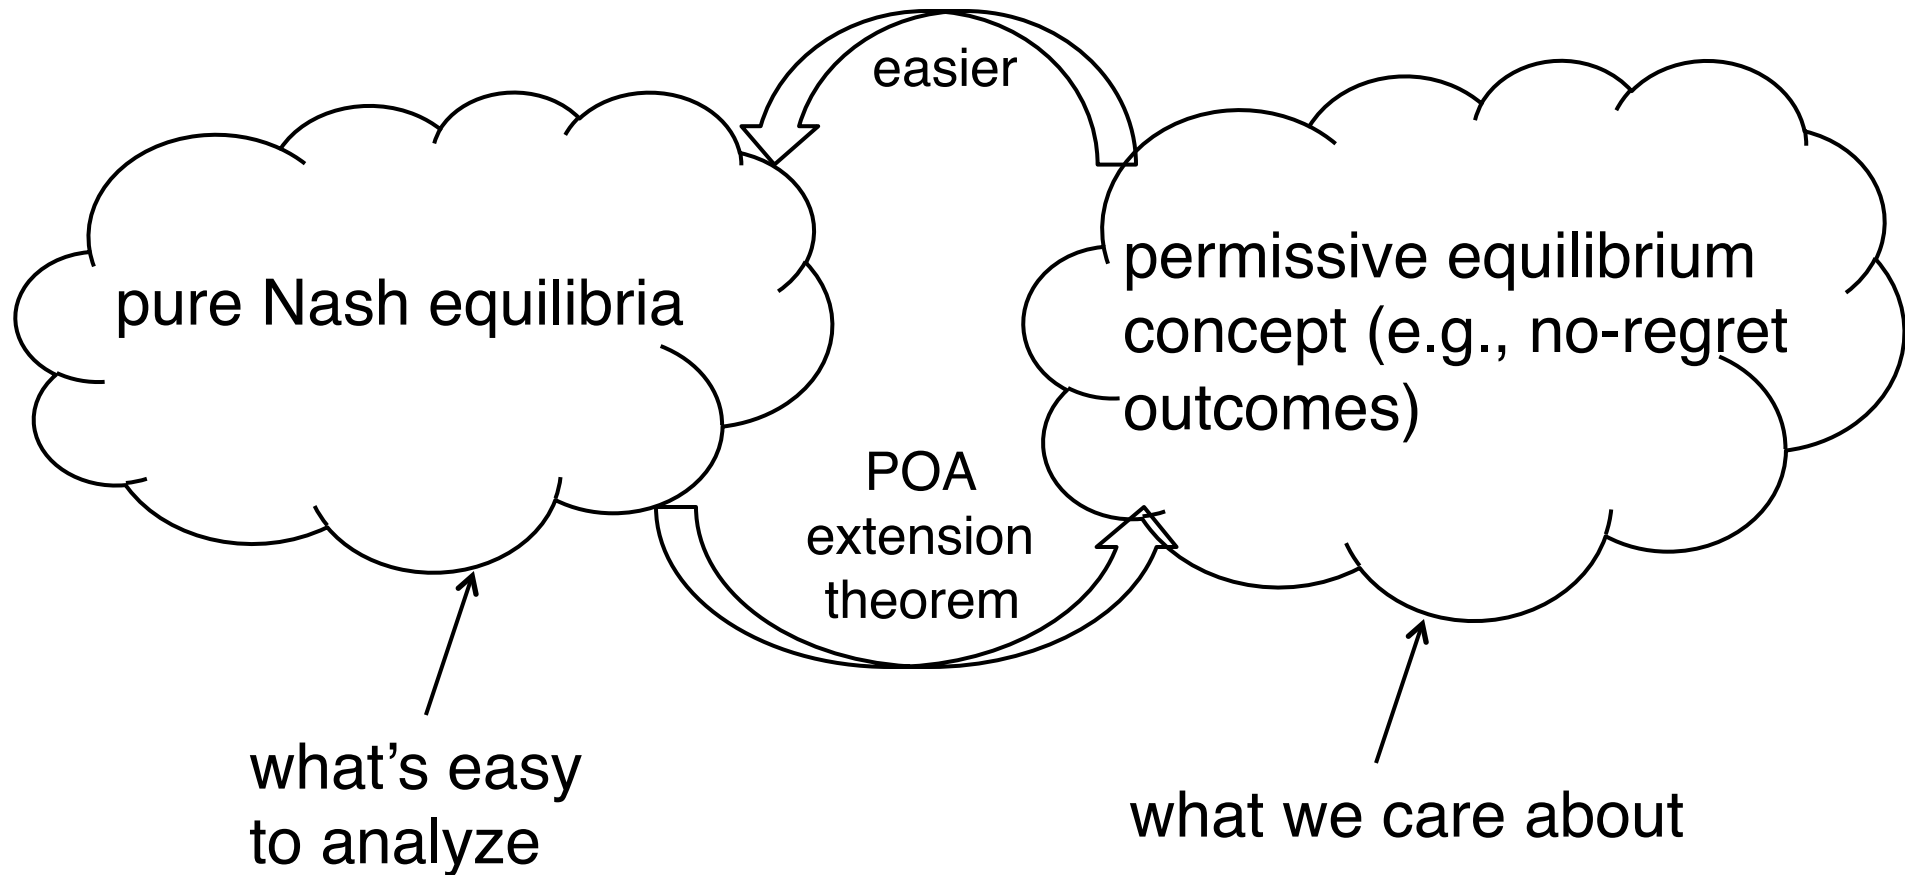 easier
pure Nash equilibria
permissive equilibrium
concept (e.g., no-regret
outcomes)
POA
extension
theorem
what’s easy
to analyze
what we care about